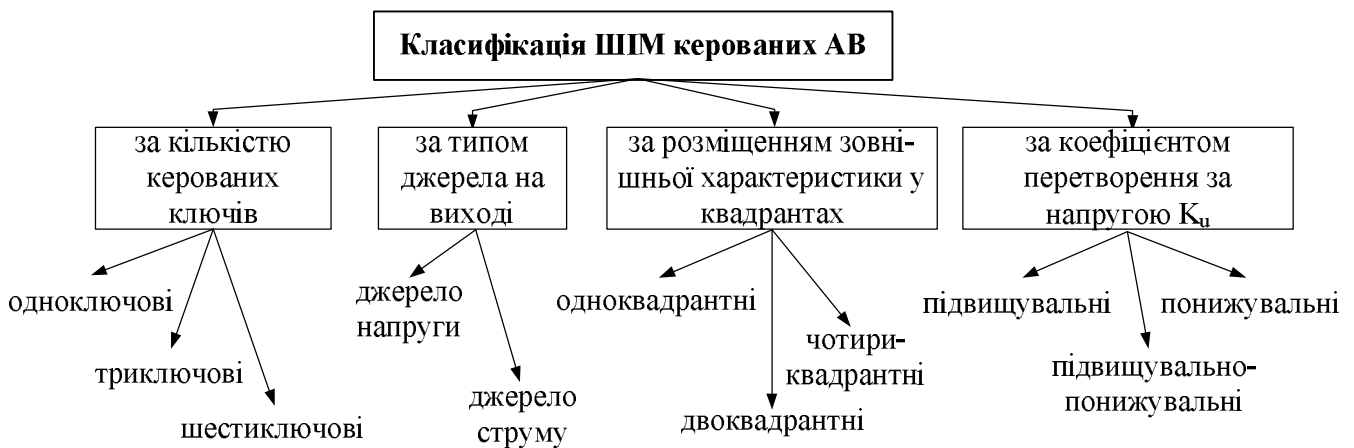 Класифікація ШІМ керованих АВ
за кількістю
керованих
ключів
за типом
джерела на
виході
за розміщенням зовні-
шньої характеристики у
квадрантах
за коефіцієнтом
перетворення за
напругою Кu
одноключові
триключові
шестиключові
джерело
напруги
джерело
струму
одноквадрантні
двоквадрантні
чотири-
квадрантні
підвищувальні
підвищувально-
понижувальні
понижувальні